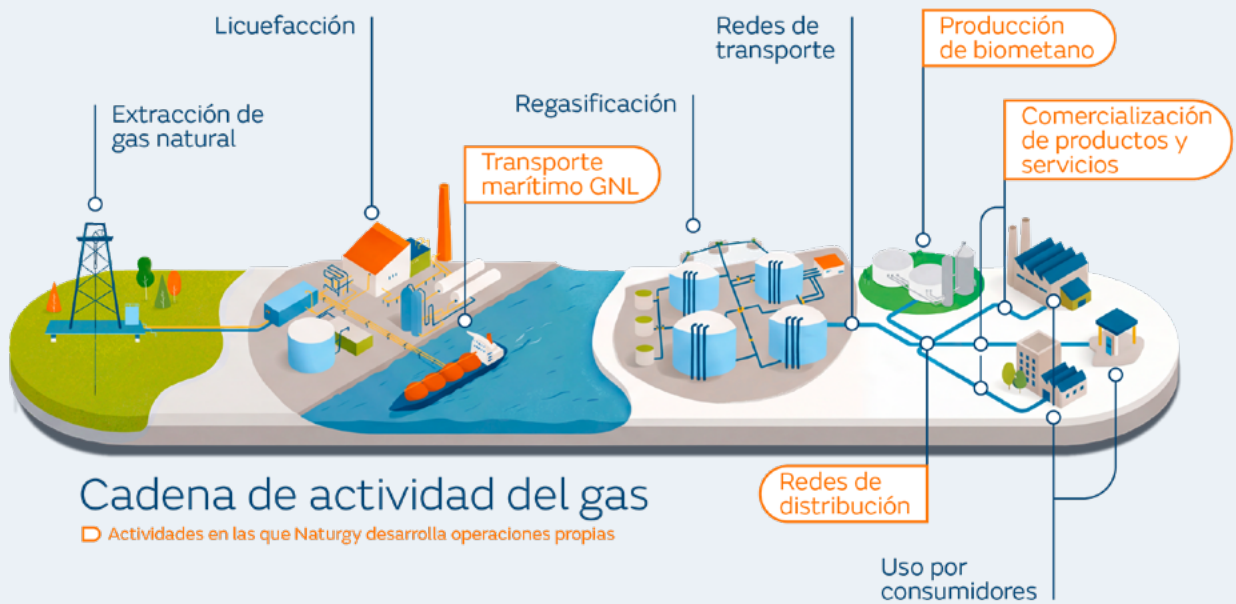 Licuefacción
Redes de
transporte
Producción
de biometano
Extracción de
gas natural
Regasificación
Comercialización
de productos y
servicios
Transporte
marítimo GNL
Cadena de actividad del gas
Actividades en las que Naturgy desarrolla operaciones propias
Redes de
distribución
Uso por
consumidores